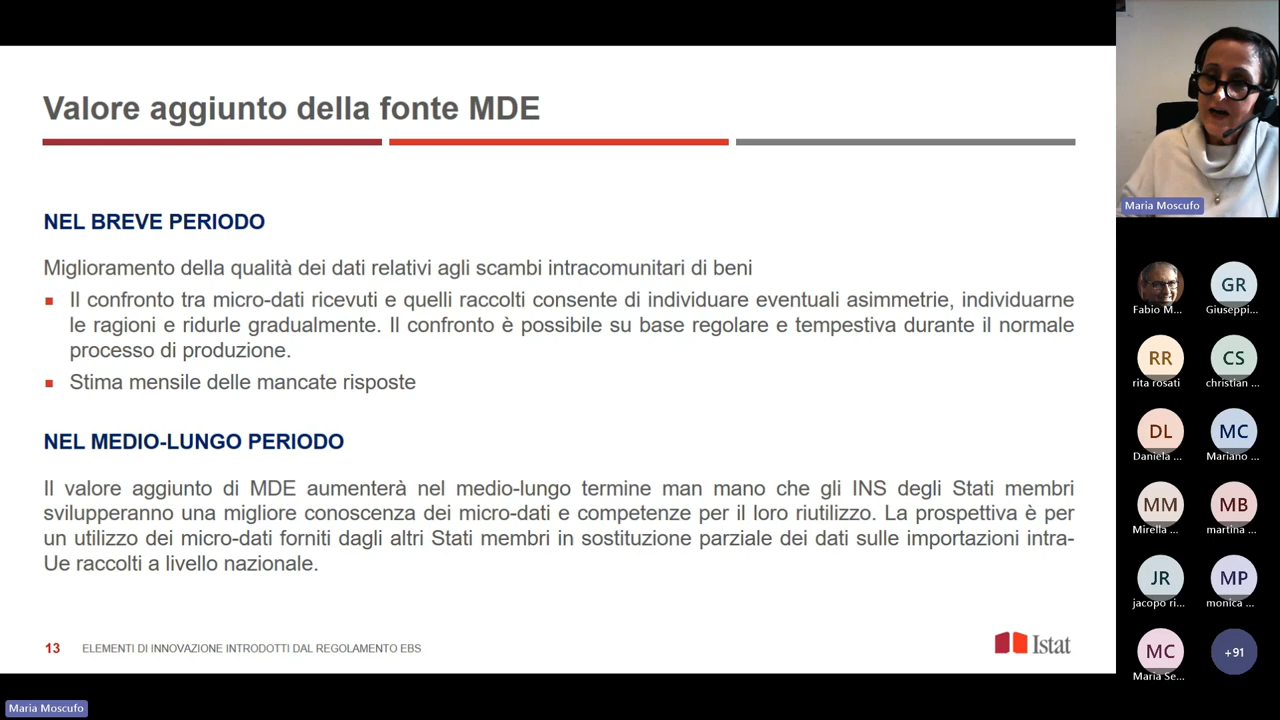 Valore aggiunto della fonte MDE
NEL BREVE PERIODO
Miglioramento della qualità dei dati relativi agli scambi intracomunitari di beni
Il confronto tra micro-dati ricevuti e quelli raccolti consente di individuare eventuali asimmetrie, individuarne
le ragioni e ridurle gradualmente. Il confronto è possibile su base regolare e tempestiva durante il normale
processo di produzione.
Stima mensile delle mancate risposte
NEL MEDIO-LUNGO PERIODO
Il valore aggiunto di MDE aumenterà nel medio-lungo termine man mano che gli INS degli Stati membri
svilupperanno una migliore conoscenza dei micro-dati e competenze per il loro riutilizzo. La prospettiva è per
un utilizzo dei micro-dati forniti dagli altri Stati membri in sostituzione parziale dei dati sulle importazioni intra-
Ue raccolti a livello nazionale.
13 ELEMENTI DI INNOVAZIONE INTRODOTTI DAL REGOLAMENTO EBS
Istat
Maria Moscufo
Maria Moscufo
GR
Fabio M... Giuseppi...
RR CS
rita rosati christian ...
DL MC
Daniela ... Mariano ...
MM MB
Mirella ... martina ...
JR MP
jacopo ri... monica ...
MC +91
Maria Se...